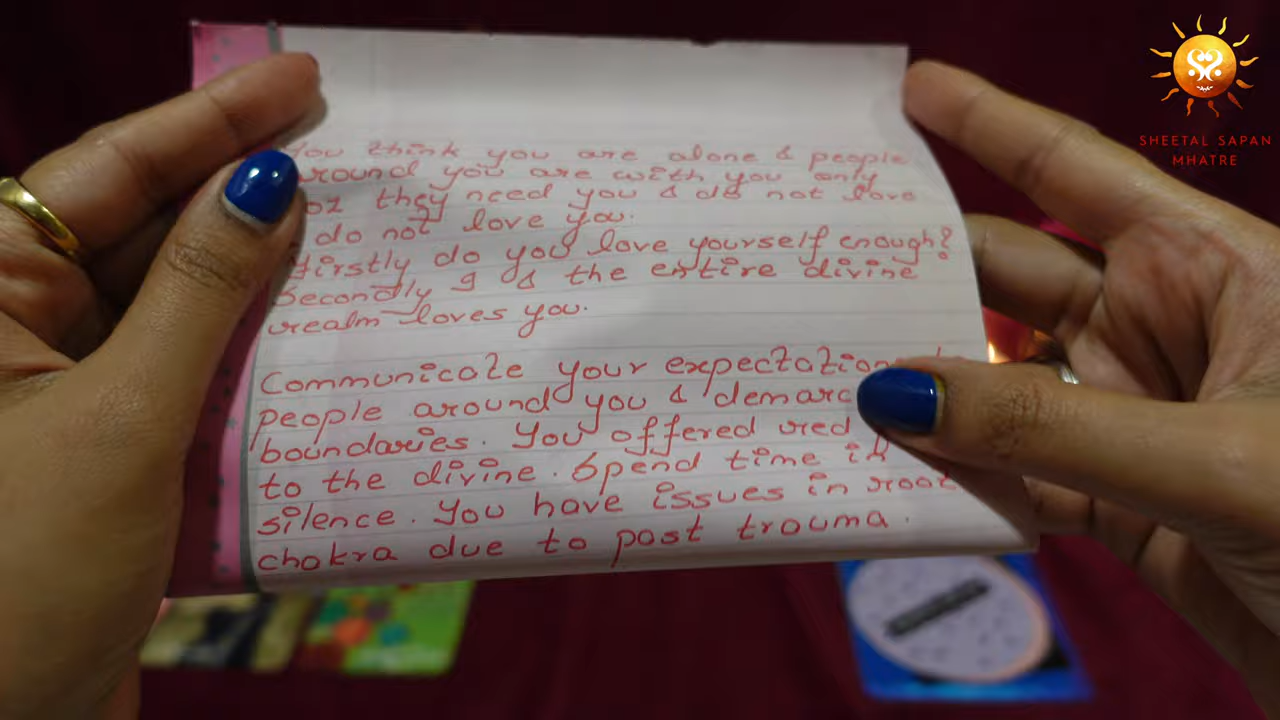 You think you are alone & people
around you are with you only
for they need you & do not love
do not love you.
Firstly do you love yourself enough?
Secondly I & the entire divine
realm loves you.
Communicate your expectation
people around you & demarc
boundaries. You offered red
to the divine. Spend time in
silence. You have issues in root
chakra due to past trauma.
SHEETAL SAPAN
MHATRE